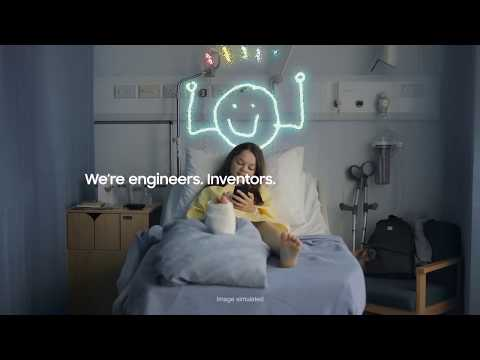 We're engineers. Inventors.
Image simulated